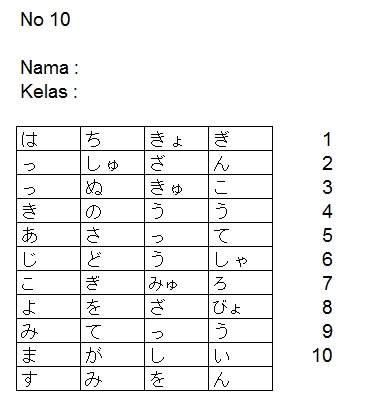 No 10
Nama :
Kelas :
は ち きょ ぎ 1
っ しゅ ざ ん 2
っ ぬ きゅ こ 3
き の う う 4
あ さ っ て 5
じ ど う しゃ 6
こ ぎ みゅ ろ 7
よ を ざ びょ 8
み て っ う 9
ま が し い 10
す み を ん